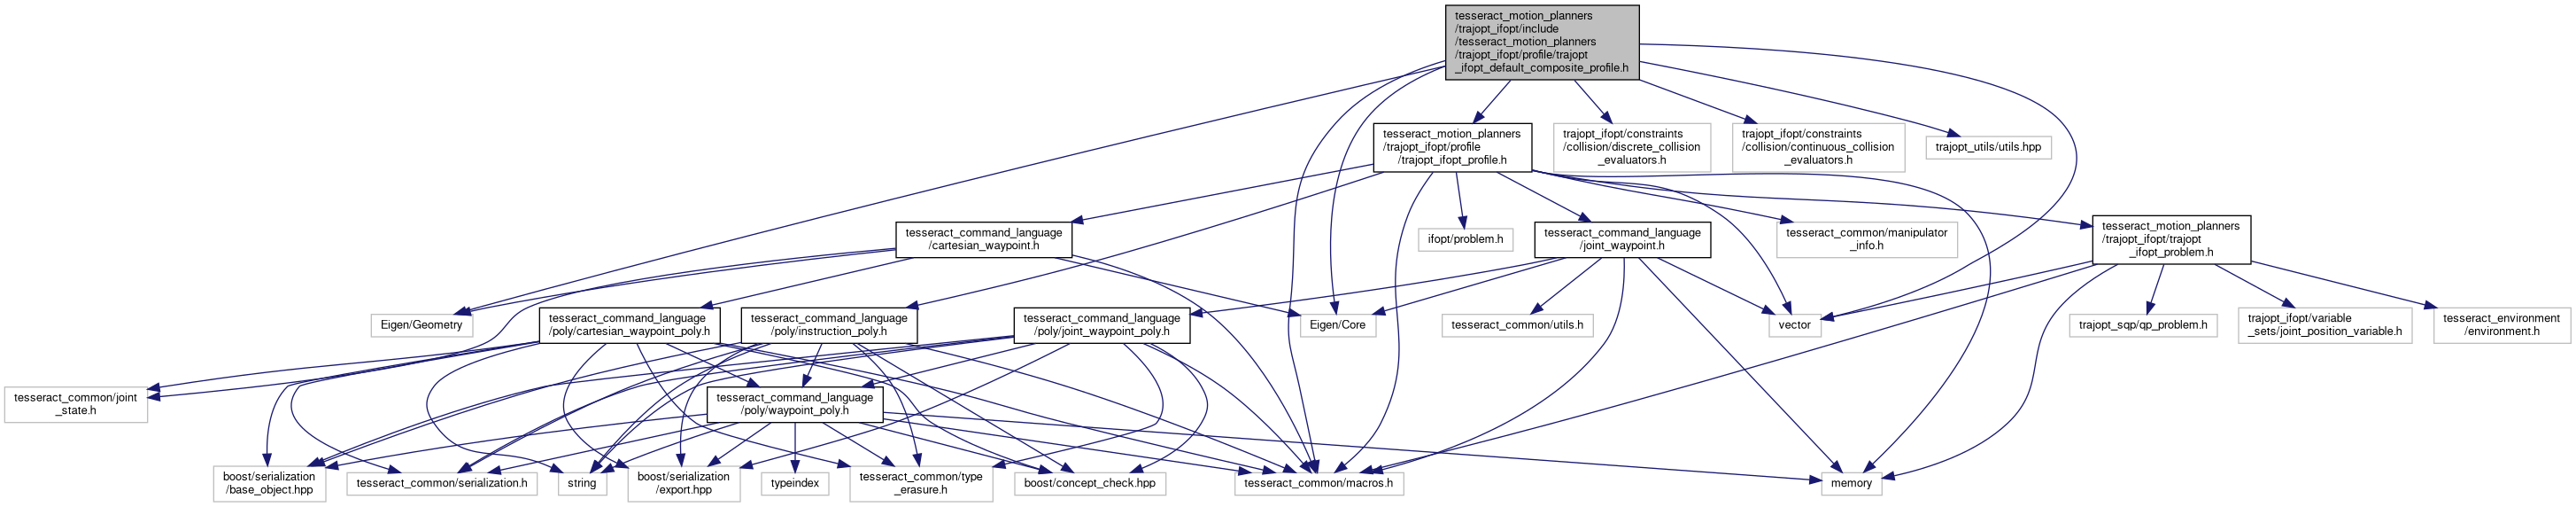 tesseract_motion_planners
/trajopt_ifopt/include
/tesseract_motion_planners
/trajopt_ifopt/profile/trajopt
_ifopt_default_composite_profile.h
tesseract_motion_planners
/trajopt_ifopt/profile
/trajopt_ifopt_profile.h
trajopt_ifopt/constraints
/collision/discrete_collision
_evaluators.h
trajopt_ifopt/constraints
/collision/continuous_collision
_evaluators.h
trajopt_utils/utils.hpp
tesseract_command_language
/cartesian_waypoint.h
ifopt/problem.h
tesseract_command_language
/joint_waypoint.h
tesseract_common/manipulator
_info.h
tesseract_motion_planners
/trajopt_ifopt/trajopt
_ifopt_problem.h
Eigen/Geometry
tesseract_command_language
/poly/cartesian_waypoint_poly.h
tesseract_command_language
/poly/instruction_poly.h
tesseract_command_language
/poly/joint_waypoint_poly.h
Eigen/Core
tesseract_common/utils.h
vector
trajopt_sqp/qp_problem.h
trajopt_ifopt/variable
_sets/joint_position_variable.h
tesseract_environment
/environment.h
tesseract_common/joint
_state.h
tesseract_command_language
/poly/waypoint_poly.h
boost/serialization
/base_object.hpp
tesseract_common/serialization.h
string
boost/serialization
/export.hpp
typeindex
tesseract_common/type
_erasure.h
boost/concept_check.hpp
tesseract_common/macros.h
memory